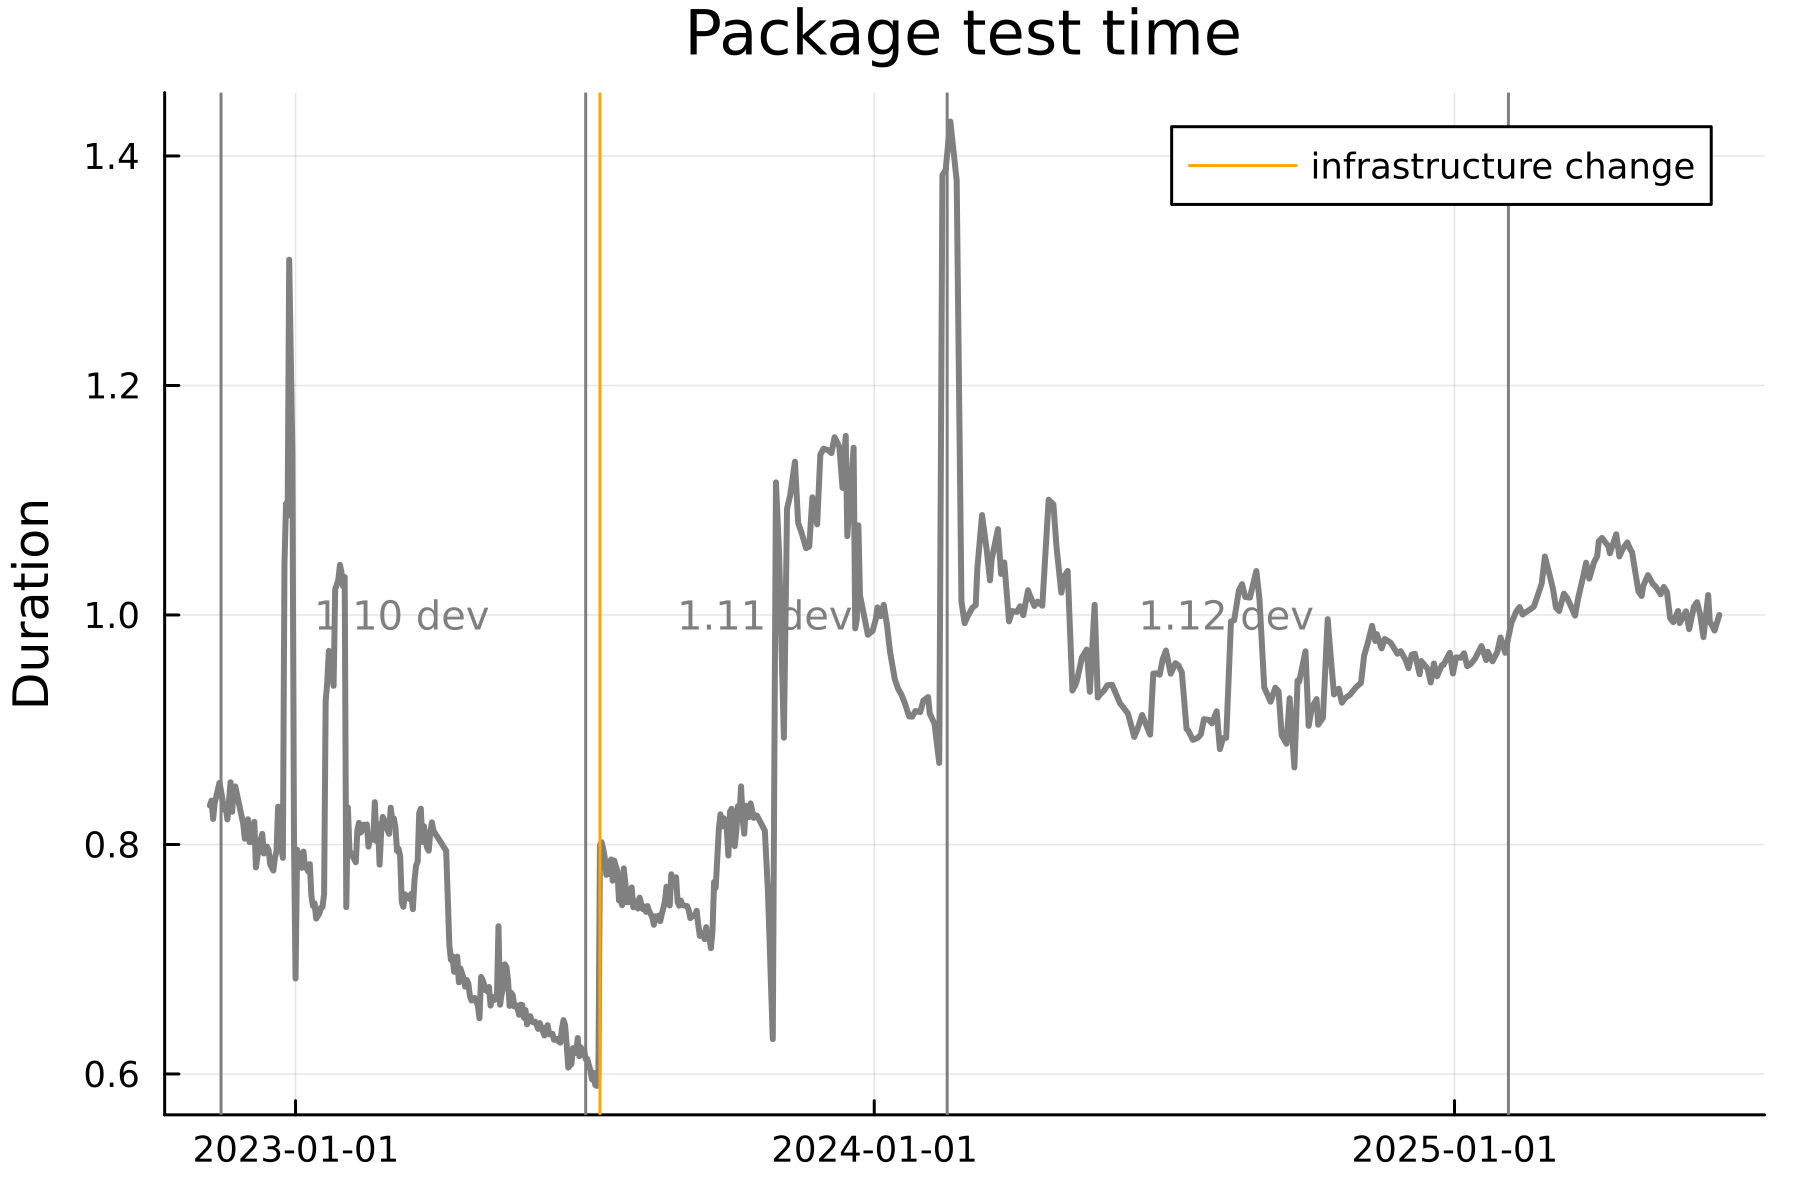 Package test time
infrastructure change
Duration
1.4
1.2
1.0
0.8
0.6
1.10 dev
1.11 dev
1.12 dev
2023-01-01
2024-01-01
2025-01-01